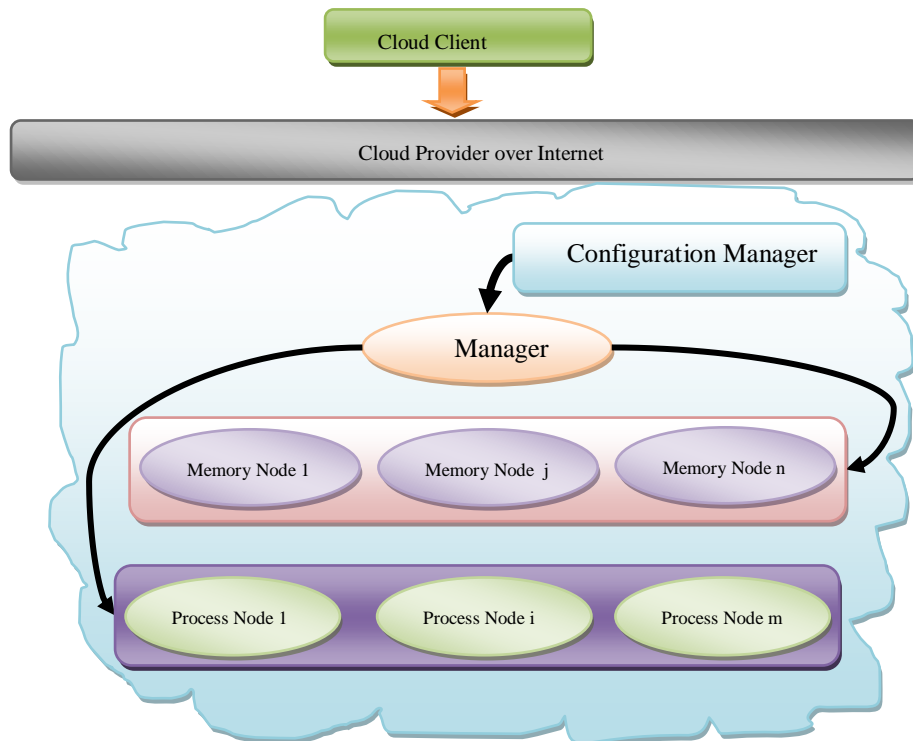 Cloud Client
Cloud Provider over Internet
Configuration Manager
Manager
Memory Node 1
Memory Node j
Memory Node n
Process Node 1
Process Node i
Process Node m